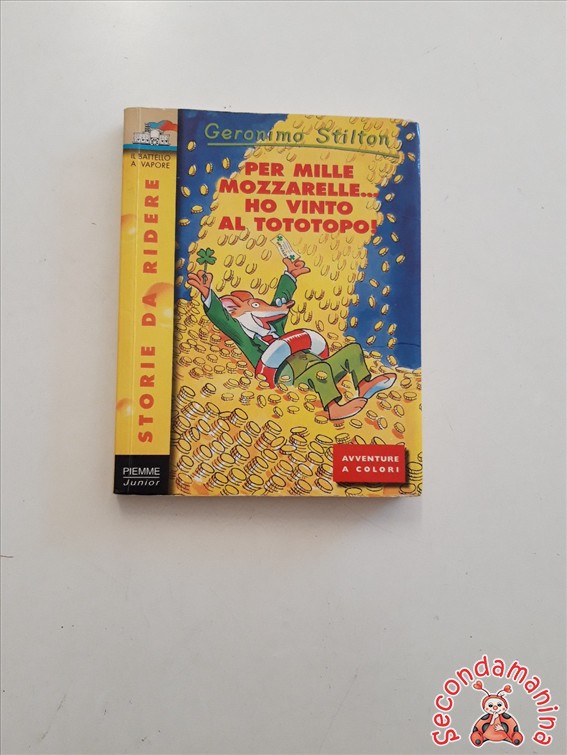 Geronimo Stilton
PER MILLE
MOZZARELLE...
HO VINTO
AL TOTOTOPO!
IL BATTELLO
A VAPORE
STORIE DA RIDERE
PIEMME
Junior
AVVENTURE
A COLORI
Secondamanina